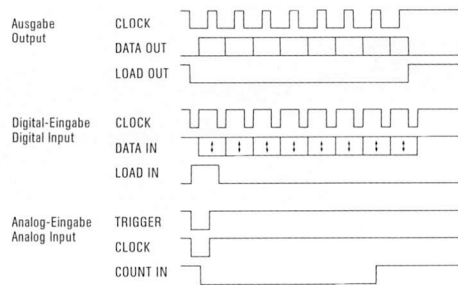 Ausgabe
Output
CLOCK
DATA OUT
LOAD OUT
Digital-Eingabe
Digital Input
CLOCK
DATA IN
LOAD IN
Analog-Eingabe
Analog Input
TRIGGER
CLOCK
COUNT IN